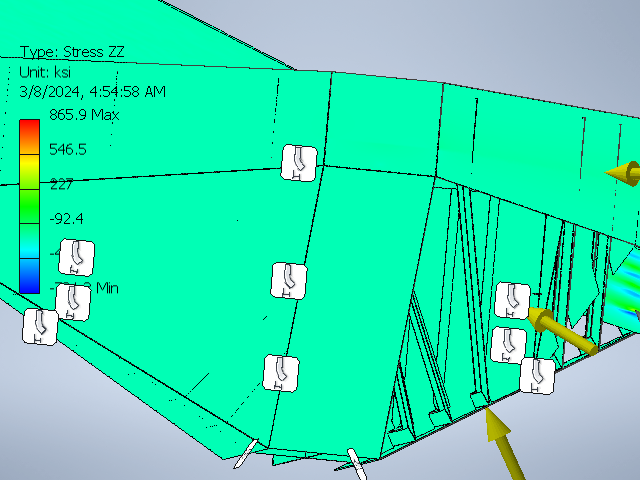 Type: Stress ZZ
Unit: ksi
3/8/2024, 4:54:58 AM
865.9 Max
546.5
227
-92.4
Min